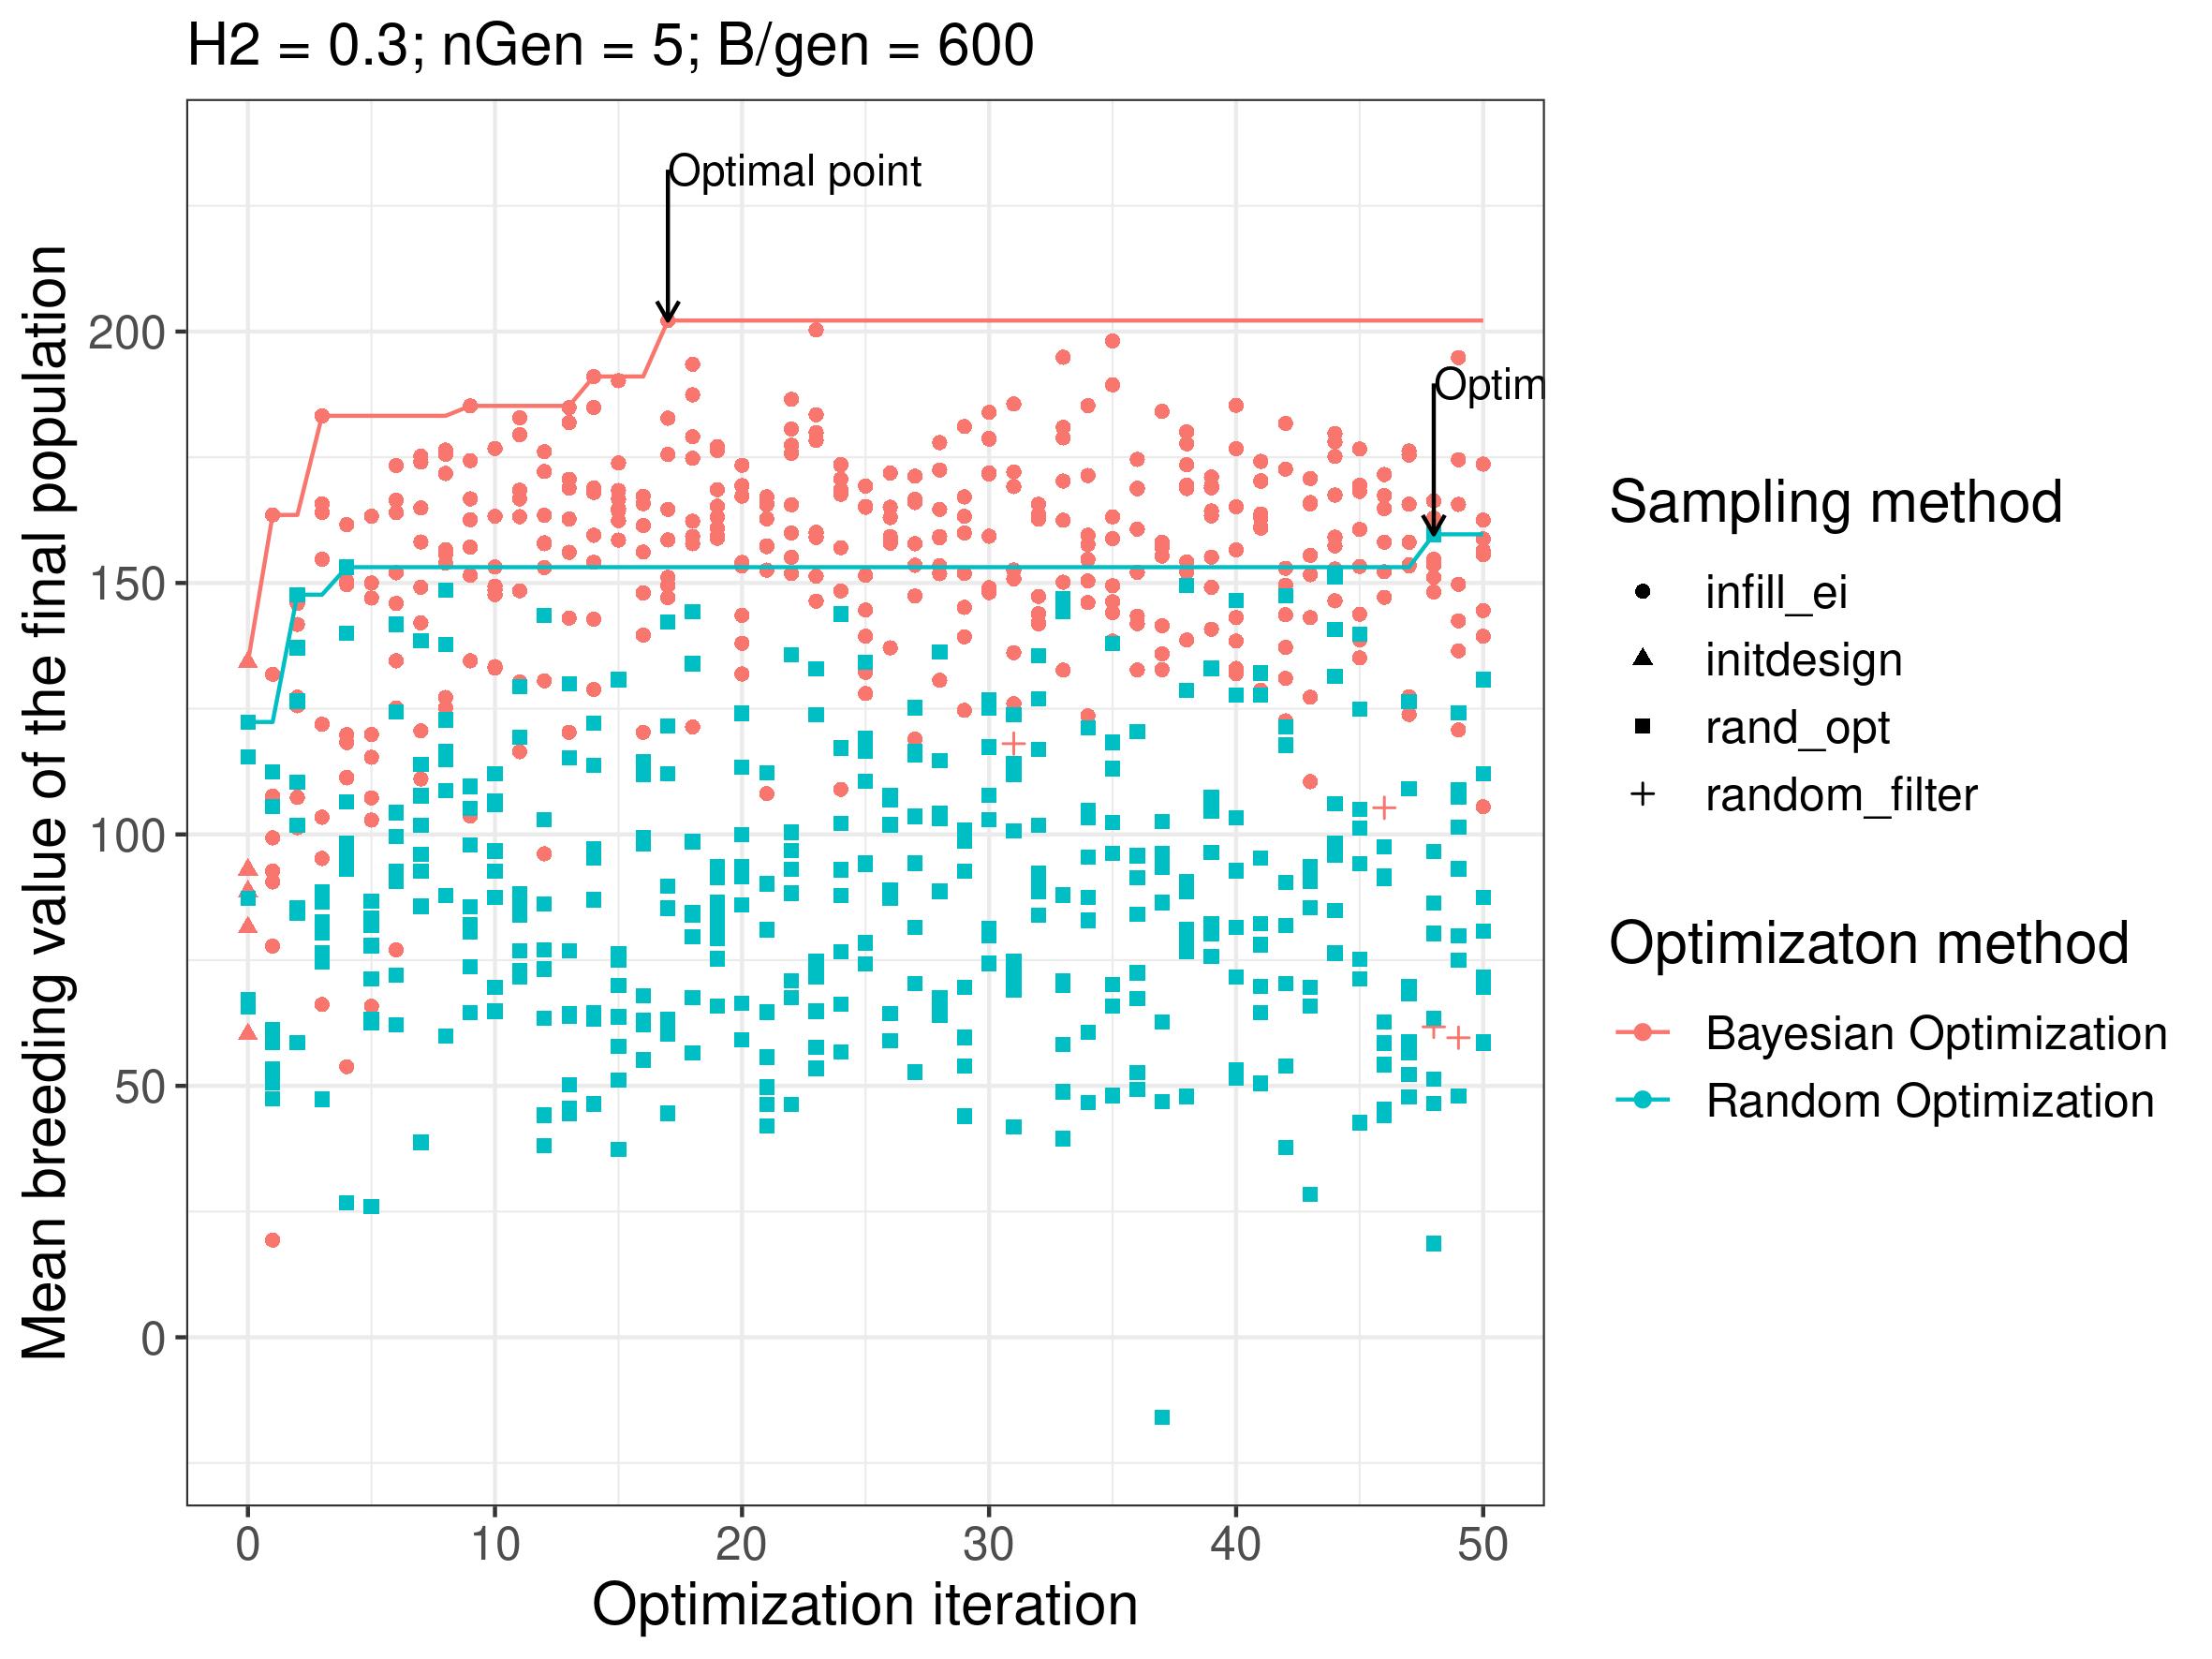 H2 = 0.3; nGen = 5; B/gen = 600
Mean breeding value of the final population
200
150
100
50
0
Optimal point
Optim
0 10 20 30 40 50
Optimization iteration
Sampling method
infill_ei
initdesign
rand_opt
random_filter
Optimizaton method
Bayesian Optimization
Random Optimization